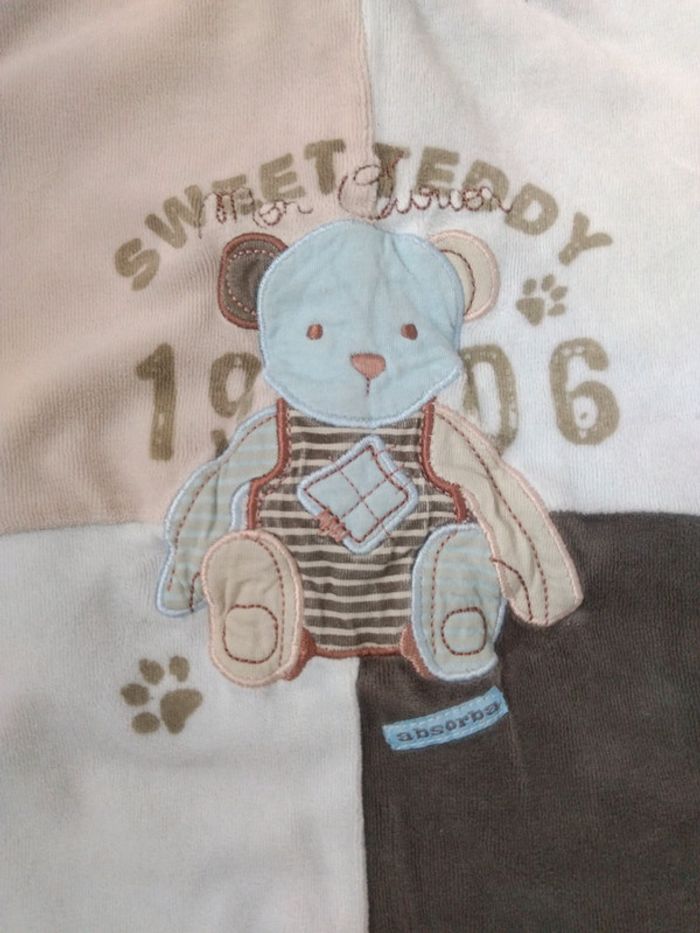 SWEET TEDDY
Mon Ourson
19 06
absorba